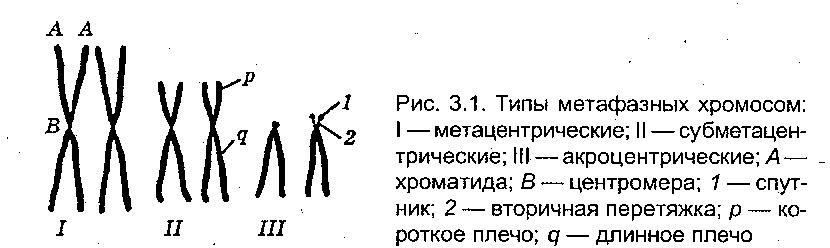 A A
p
1
B
q
2
I II III
Рис. 3.1. Типы метафазных хромосом:
I — метацентрические; II — субметацен-
трические; III — акроцентрические; A —
хроматида; B — центромера; 1 — спут-
ник; 2 — вторичная перетяжка; p — ко-
роткое плечо; q — длинное плечо